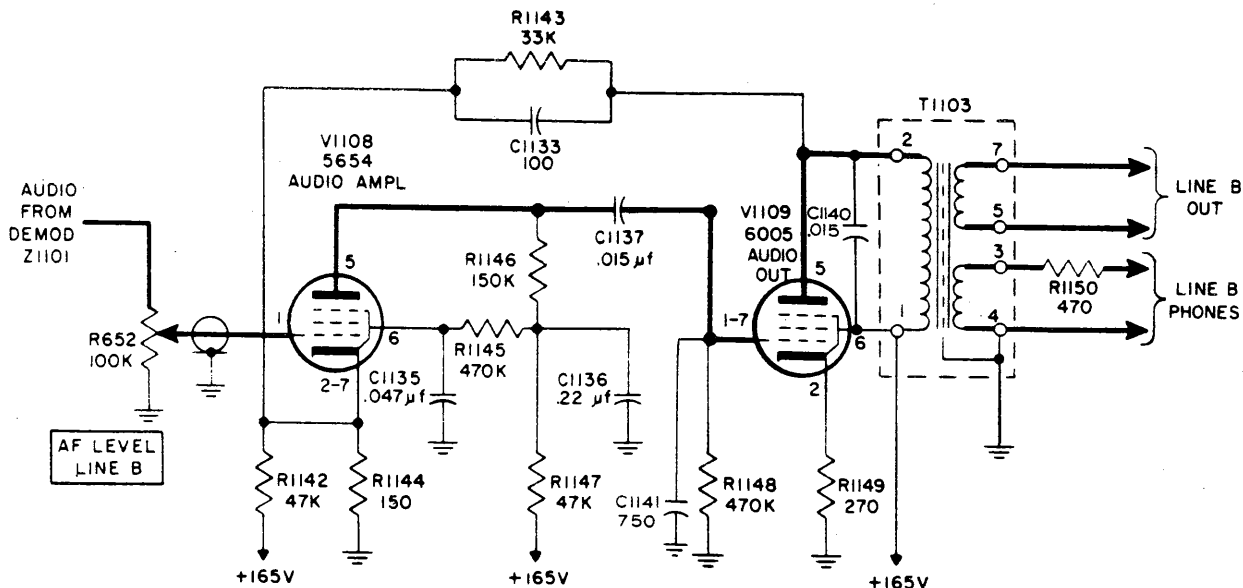 R1143
33K
C1133
100
T1103
V1108
5654
AUDIO AMPL
AUDIO
FROM
DEMOD
Z1101
R652
100K
AF LEVEL
LINE B
1
5
6
2-7
R1142
47K
+165V
R1144
150
C1135
.047µf
R1145
470K
R1146
150K
C1137
.015µf
C1136
.22 µf
R1147
47K
+165V
V1109
6005
AUDIO
OUT
C1140
.015
5
1-7
6
2
C1141
750
R1148
470K
R1149
270
2
1
7
5
3
4
+165V
R1150
470
LINE B
OUT
LINE B
PHONES